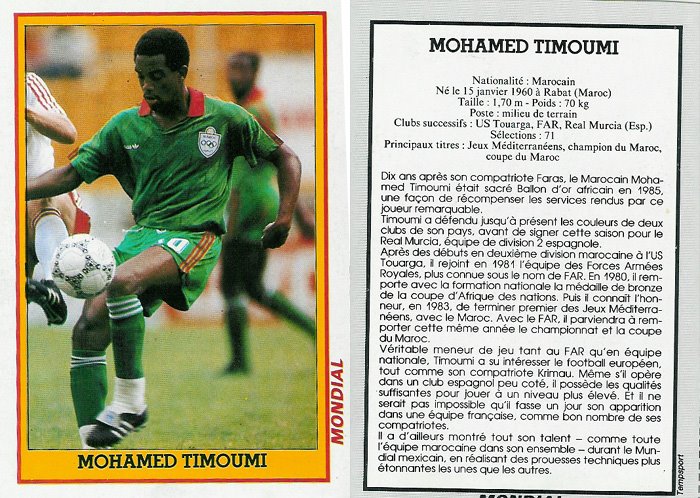 MOHAMED TIMOUMI
MONDIAL
MOHAMED TIMOUMI
Nationalité : Marocain
Né le 15 janvier 1960 à Rabat (Maroc)
Taille : 1,70 m - Poids : 70 kg
Poste : milieu de terrain
Clubs successifs : US Touarga, FAR, Real Murcia (Esp.)
Sélections : 71
Principaux titres : Jeux Méditerranéens, champion du Maroc,
coupe du Maroc
Dix ans après son compatriote Faras, le Marocain Moha-
med Timoumi était sacré Ballon d'or africain en 1985,
une façon de récompenser les services rendus par ce
joueur remarquable.
Timoumi a défendu jusqu'à présent les couleurs de deux
clubs de son pays, avant de signer cette saison pour le
Real Murcia, équipe de division 2 espagnole.
Après des débuts en deuxième division marocaine à l'US
Touarga, il rejoint en 1981 l'équipe des Forces Armées
Royales, plus connue sous le nom de FAR. En 1980, il rem-
porte avec la formation nationale la médaille de bronze
de la coupe d'Afrique des nations. Puis il connaît l'hon-
neur, en 1983, de terminer premier des Jeux Méditerra-
néens, avec le Maroc. Avec le FAR, il parviendra à rem-
porter cette même année le championnat et la coupe
du Maroc.
Véritable meneur de jeu tant au FAR qu'en équipe
nationale, Timoumi a su intéresser le football européen,
tout comme son compatriote Krimau. Même s'il opère
dans un club espagnol peu coté, il possède les qualités
suffisantes pour jouer à un niveau plus élevé. Et il ne
serait pas impossible qu'il fasse un jour son apparition
dans une équipe française, comme bon nombre de ses
compatriotes.
Il a d'ailleurs montré tout son talent – comme toute
l'équipe marocaine dans son ensemble – durant le Mun-
dial mexicain, en réalisant des prouesses techniques plus
étonnantes les unes que les autres.
Tempsport